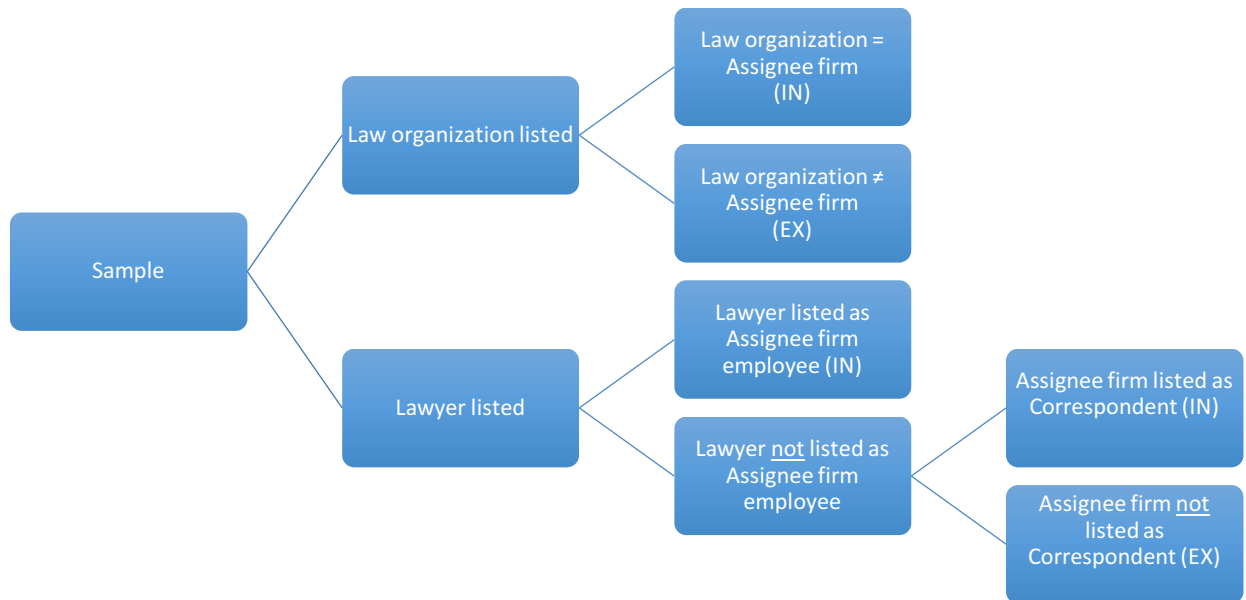 Sample
Law organization listed
Law organization =
Assignee firm
(IN)
Law organization ≠
Assignee firm
(EX)
Lawyer listed
Lawyer listed as
Assignee firm
employee (IN)
Lawyer not listed as
Assignee firm
employee
Assignee firm listed as
Correspondent (IN)
Assignee firm not
listed as
Correspondent (EX)